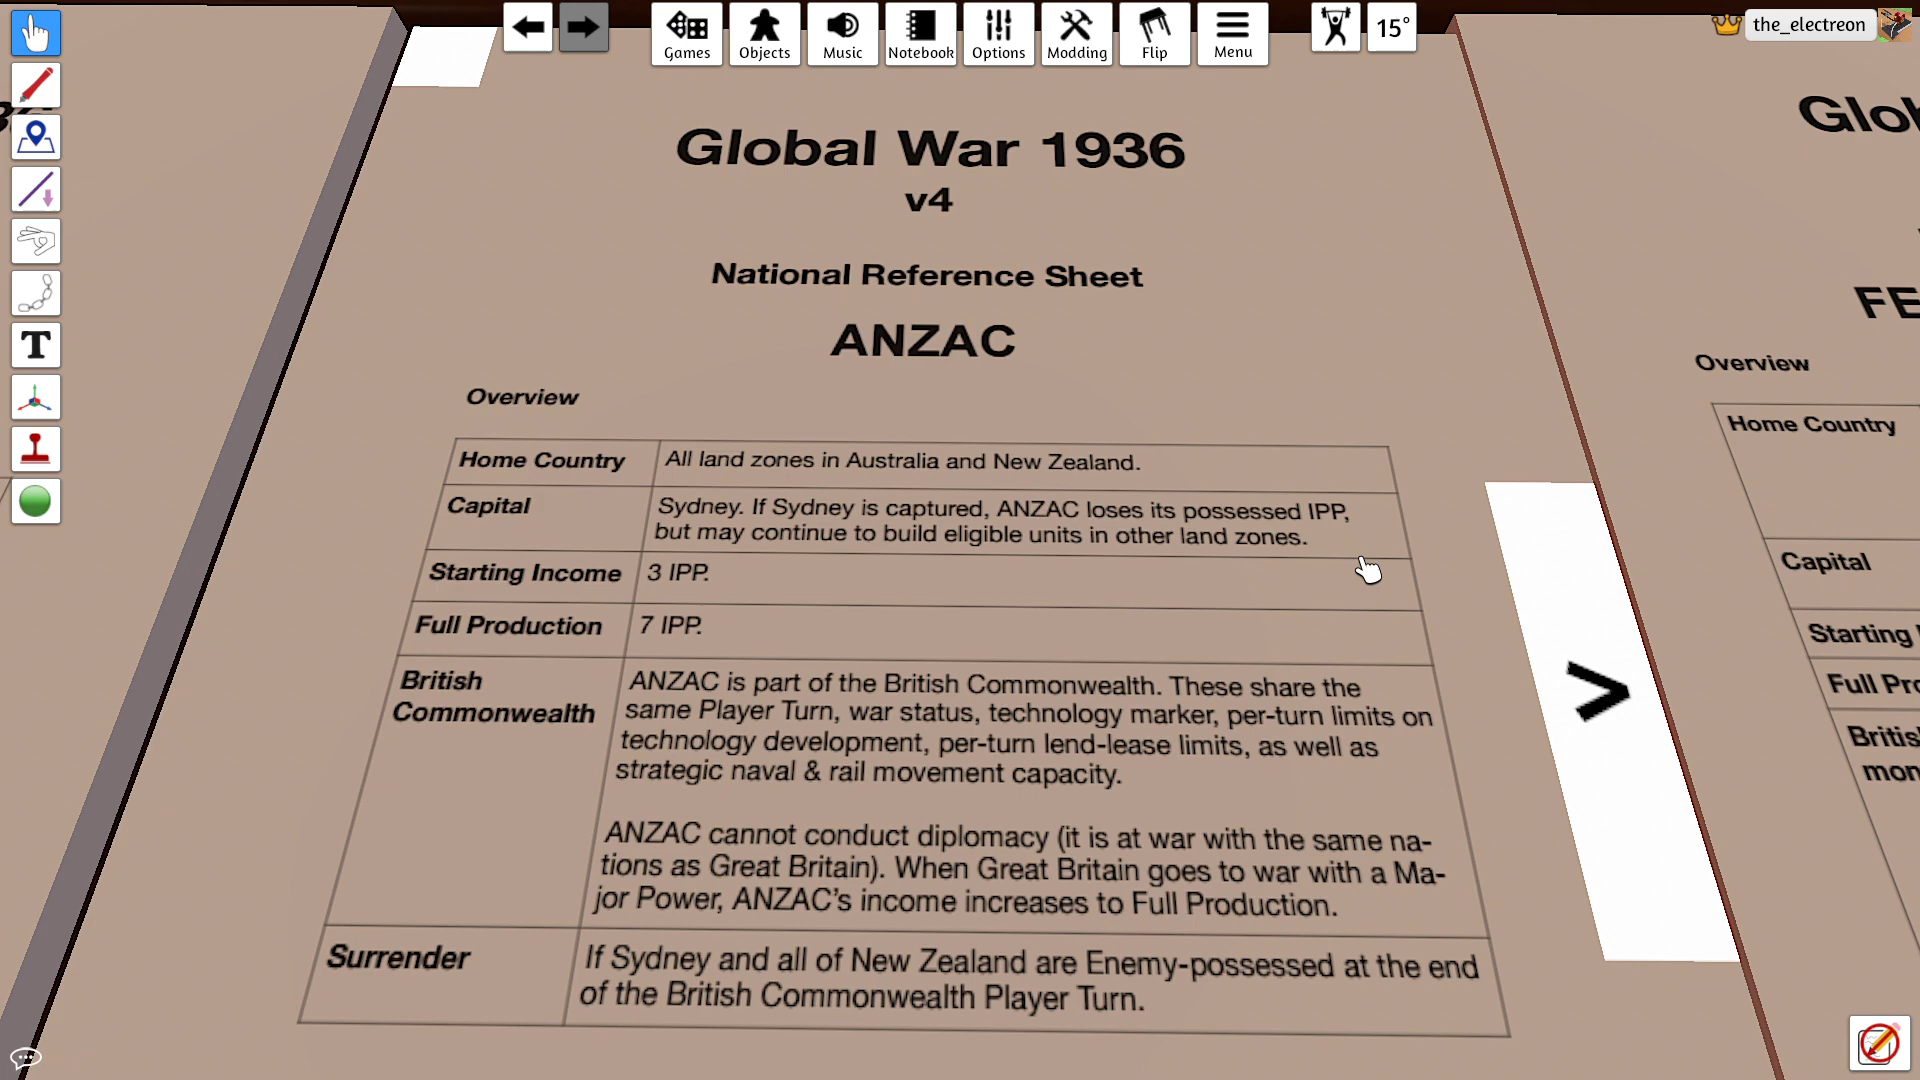 Games
Objects
Music
Notebook
Options
Modding
Flip
Menu
15°
the_electreon
Global War 1936
v4
National Reference Sheet
ANZAC
Overview
Home Country
All land zones in Australia and New Zealand.
Capital
Sydney. If Sydney is captured, ANZAC loses its possessed IPP,
but may continue to build eligible units in other land zones.
Starting Income
3 IPP.
Full Production
7 IPP.
British
Commonwealth
ANZAC is part of the British Commonwealth. These share the
same Player Turn, war status, technology marker, per-turn limits on
technology development, per-turn lend-lease limits, as well as
strategic naval & rail movement capacity.
ANZAC cannot conduct diplomacy (it is at war with the same na-
tions as Great Britain). When Great Britain goes to war with a Ma-
jor Power, ANZAC's income increases to Full Production.
Surrender
If Sydney and all of New Zealand are Enemy-possessed at the end
of the British Commonwealth Player Turn.
>
T
Glo
FE
Overview
Home Country
Capital
Starting
Full Pro
Britis
mon